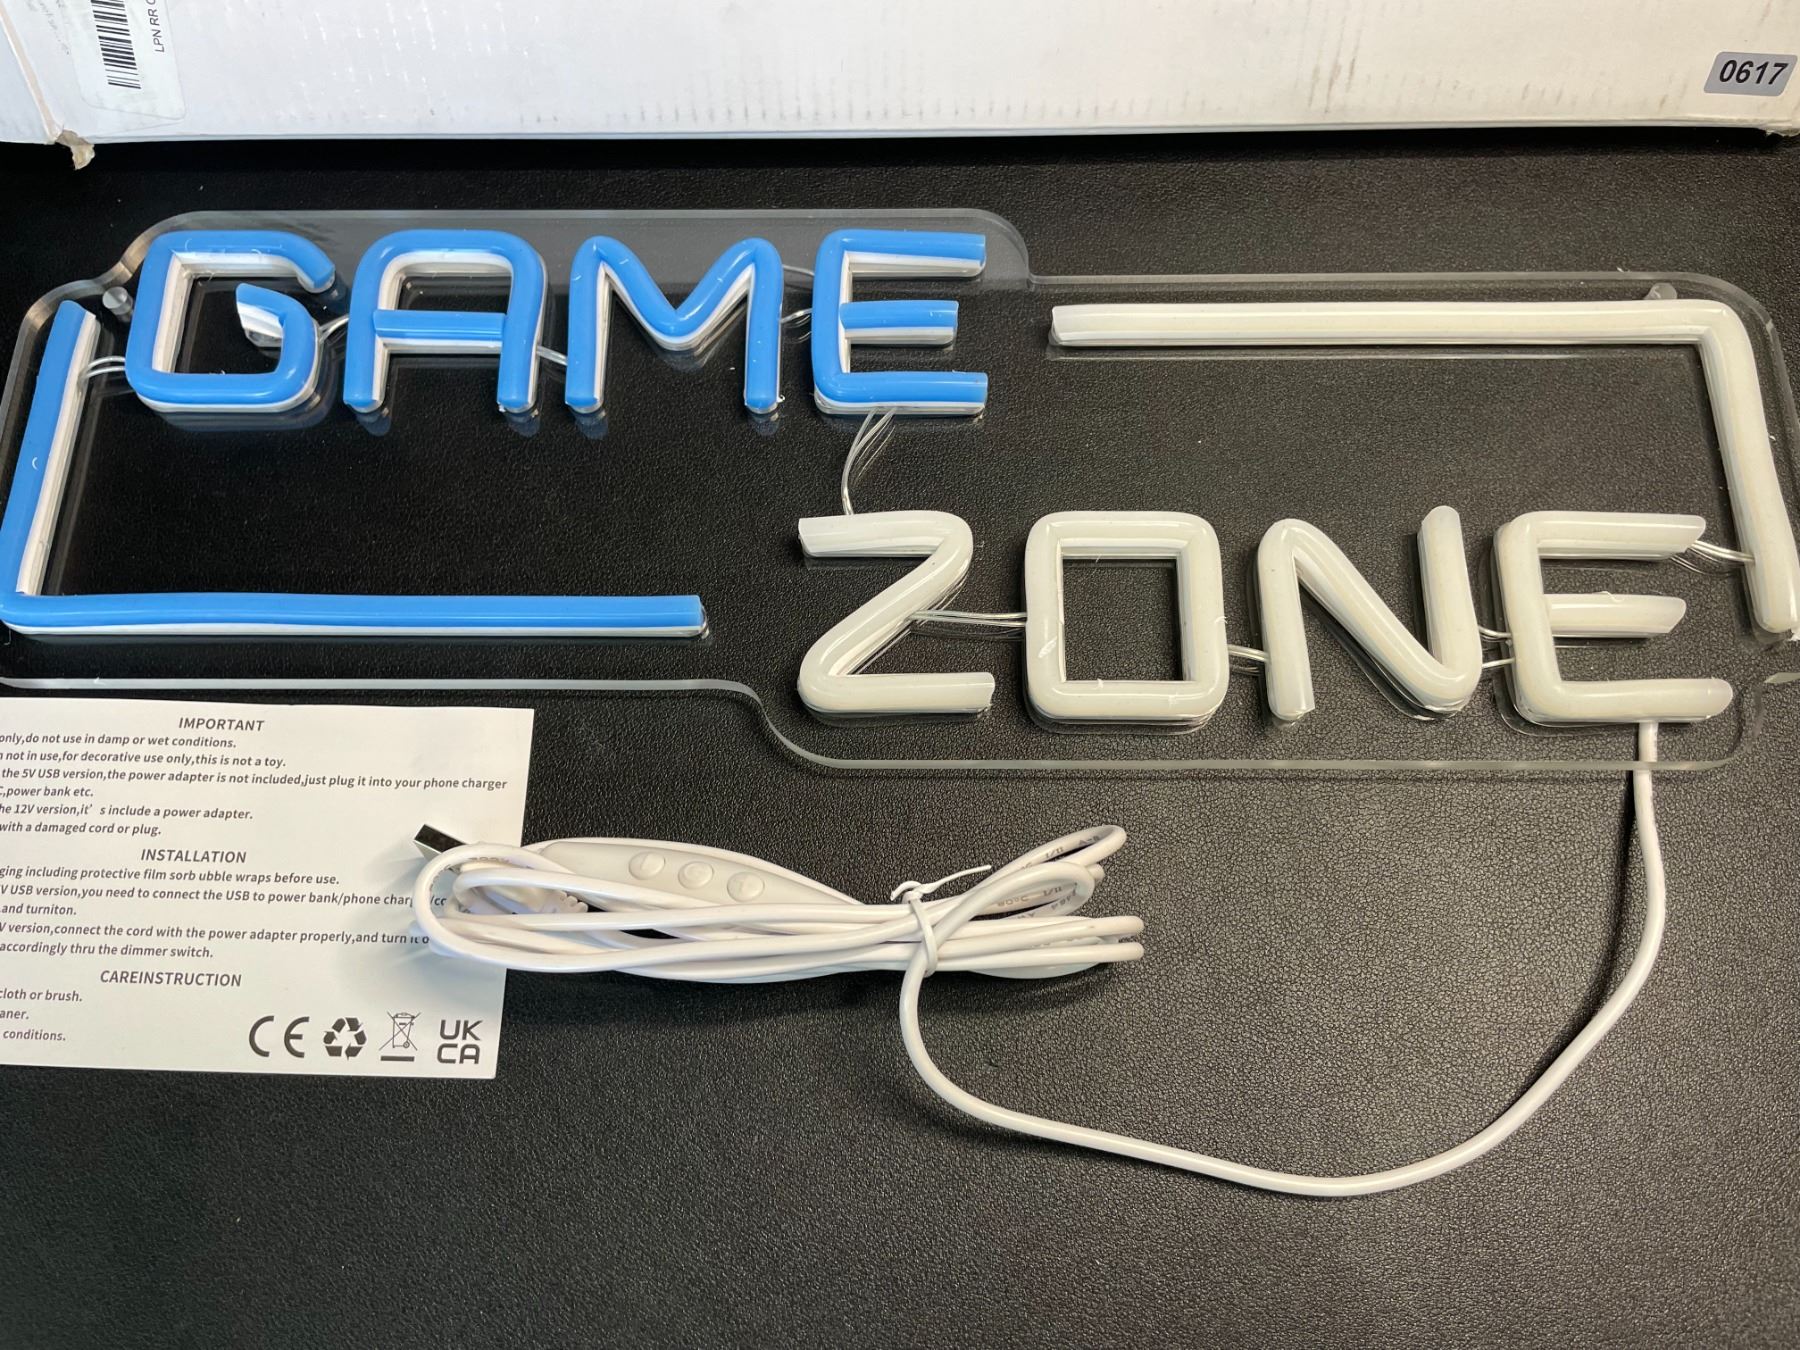 LPN RR
0617
GAME
ZONE
IMPORTANT
only,do not use in damp or wet conditions.
not in use,for decorative use only,this is not a toy.
the 5V USB version,the power adapter is not included,just plug it into your phone charger
,power bank etc.
12V version,it's include a power adapter.
with a damaged cord or plug.
INSTALLATION
ging including protective film sorb ubble wraps before use.
V USB version,you need to connect the USB to power bank/phone
and turniton.
V version,connect the cord with the power adapter properly,and turn
accordingly thru the dimmer switch.
CAREINSTRUCTION
cloth or brush.
aner.
conditions.
CE
UK
CA